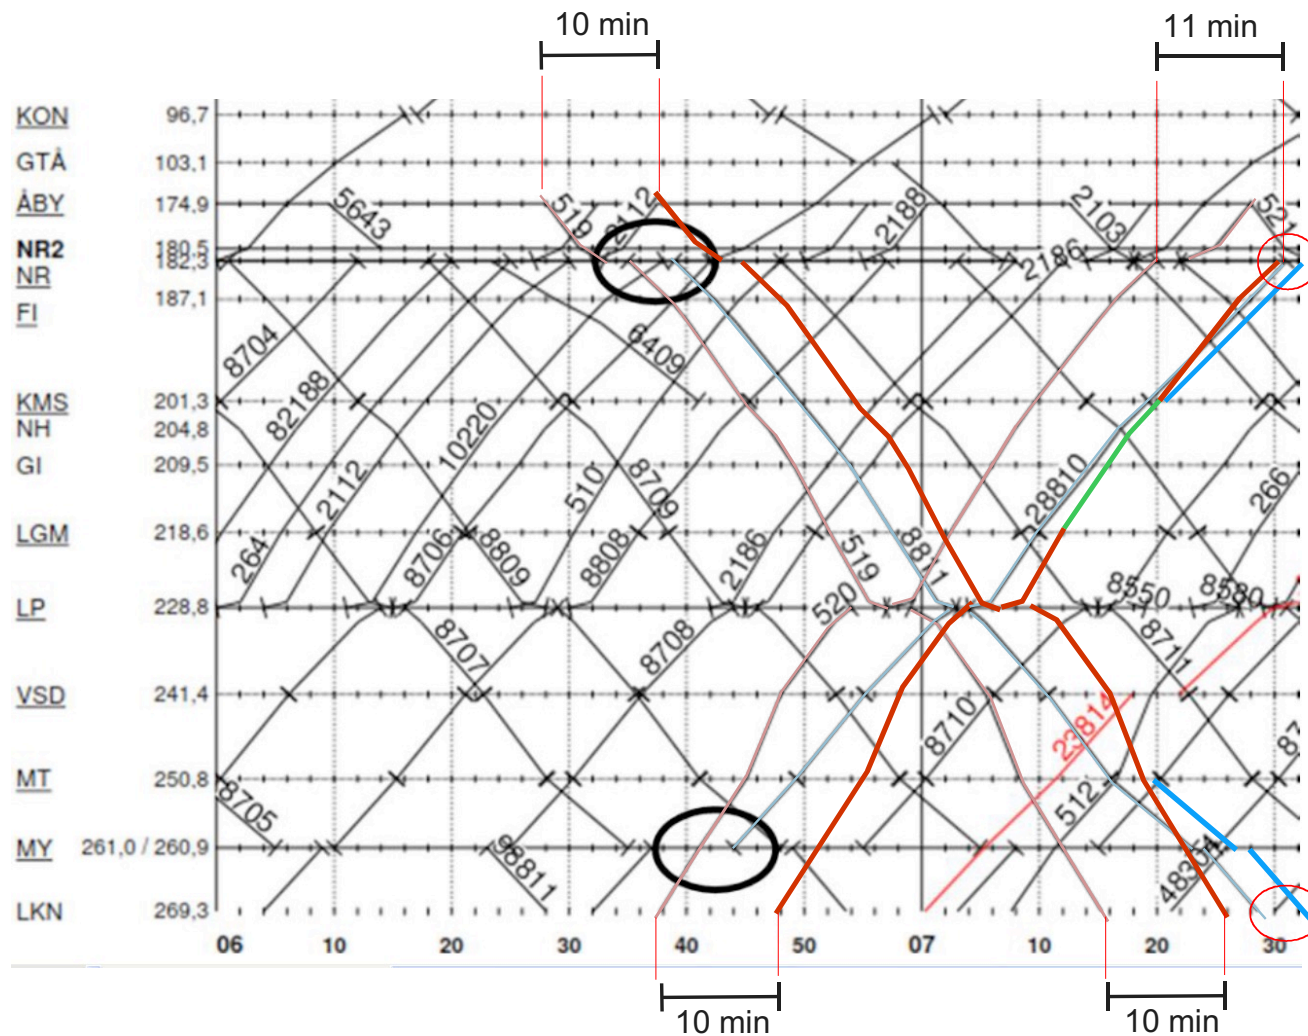 10 min
11 min
KON 96,7
GTÅ 103,1
ÅBY 174,9
NR2 180,5
182,3
NR
187,1
FI
KMS 201,3
NH 204,8
GI 209,5
LGM 218,6
LP 228,8
VSD 241,4
MT 250,8
MY 261,0 / 260,9
LKN 269,3
5643
519
2112
2188
2103
521
2186
8704
6409
82188
10220
2112
510
8709
28810
266
264
8706
8809
8808
2186
519
8811
520
8550
8580
8707
8708
8711
8710
23814
8705
98811
512
06 10 20 30 40 50 07 10 20 30
10 min
10 min